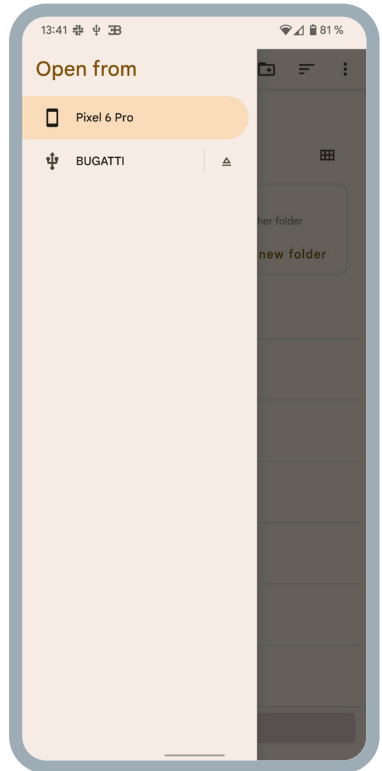 13:41
81 %
Open from
Pixel 6 Pro
BUGATTI
her folder
new folder